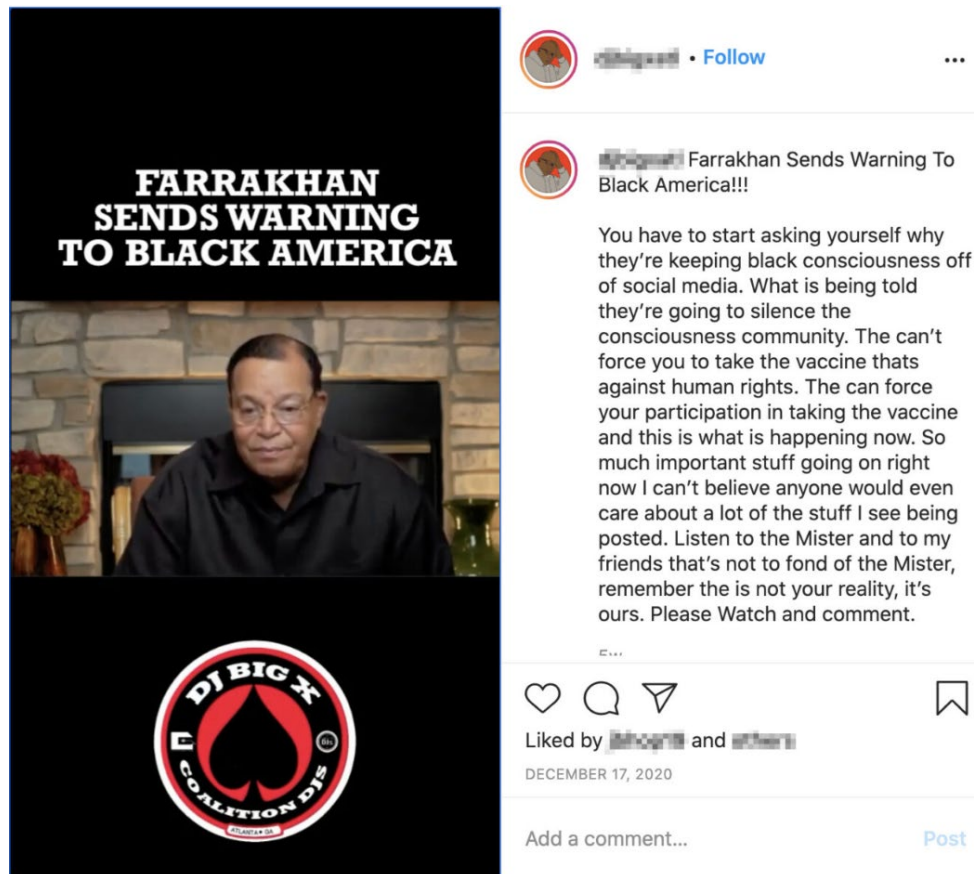 FARRAKHAN
SENDS WARNING
TO BLACK AMERICA
DJ BIG X
COALITION DJS
ATLANTA GA
• Follow
Farrakhan Sends Warning To
Black America!!!
You have to start asking yourself why
they're keeping black consciousness off
of social media. What is being told
they're going to silence the
consciousness community. The can't
force you to take the vaccine thats
against human rights. The can force
your participation in taking the vaccine
and this is what is happening now. So
much important stuff going on right
now I can't believe anyone would even
care about a lot of the stuff I see being
posted. Listen to the Mister and to my
friends that's not to fond of the Mister,
remember the is not your reality, it's
ours. Please Watch and comment.
Liked by and
DECEMBER 17, 2020
Add a comment...
Post